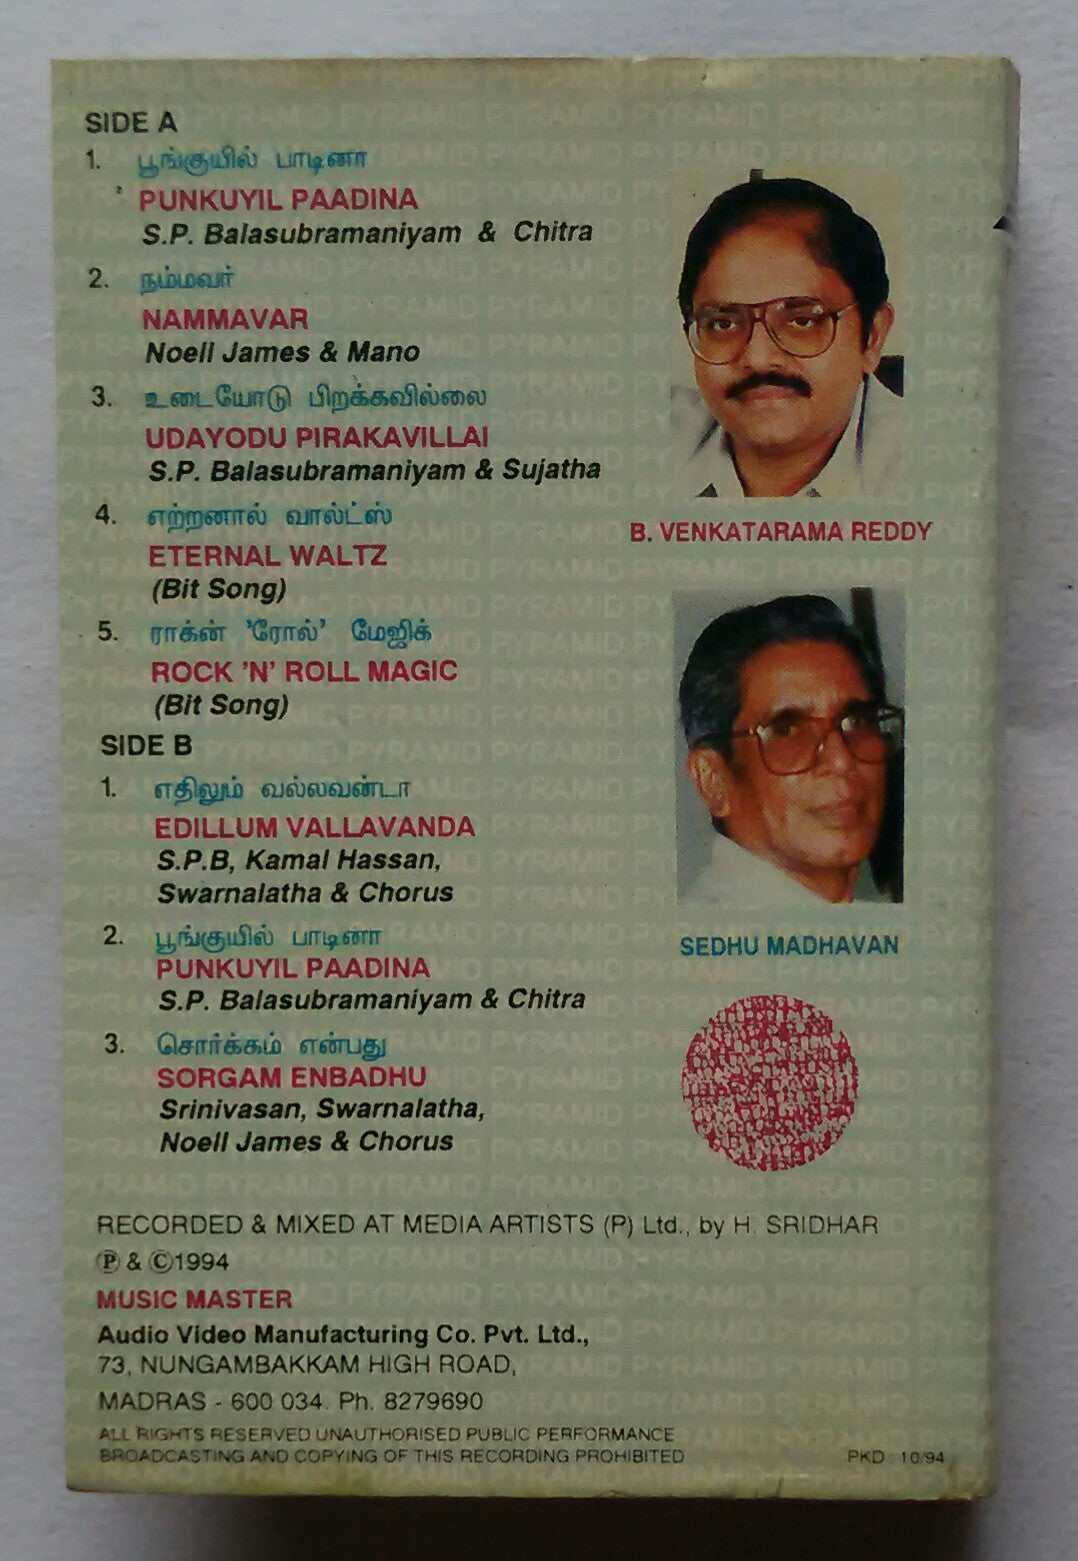 SIDE A
1. பூங்குயில் பாடினா
PUNKUYIL PAADINA
S.P. Balasubramaniyam & Chitra
2. நம்மவர்
NAMMAVAR
Noell James & Mano
3. உடையோடு பிறக்கவில்லை
UDAYODU PIRAKAVILLAI
S.P. Balasubramaniyam & Sujatha
4. எற்றனால் வால்ட்ஸ்
ETERNAL WALTZ
(Bit Song)
5. ராக்ன் 'ரோல்' மேஜிக்
ROCK 'N' ROLL MAGIC
(Bit Song)
SIDE B
1. எதிலும் வல்லவன்டா
EDILLUM VALLAVANDA
S.P.B, Kamal Hassan,
Swarnalatha & Chorus
2. பூங்குயில் பாடினா
PUNKUYIL PAADINA
S.P. Balasubramaniyam & Chitra
3. சொர்க்கம் என்பது
SORGAM ENBADHU
Srinivasan, Swarnalatha,
Noell James & Chorus
B. VENKATARAMA REDDY
SEDHU MADHAVAN
RECORDED & MIXED AT MEDIA ARTISTS (P) Ltd., by H. SRIDHAR
Ⓟ & ©1994
MUSIC MASTER
Audio Video Manufacturing Co. Pvt. Ltd.,
73, NUNGAMBAKKAM HIGH ROAD,
MADRAS - 600 034. Ph. 8279690
ALL RIGHTS RESERVED UNAUTHORISED PUBLIC PERFORMANCE
BROADCASTING AND COPYING OF THIS RECORDING PROHIBITED
PKD : 10/94